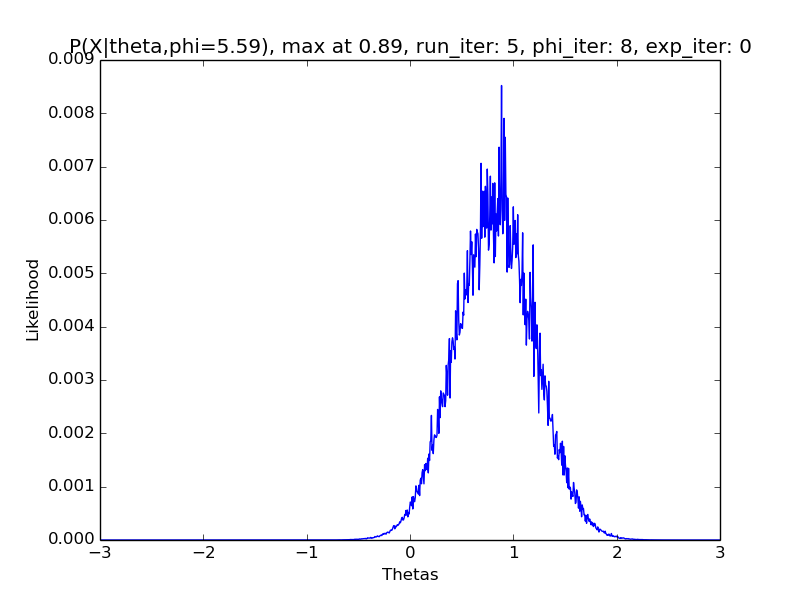 P(X|theta,phi=5.59), max at 0.89, run_iter: 5, phi_iter: 8, exp_iter: 0
0.009
0.008
0.007
0.006
0.005
0.004
0.003
0.002
0.001
0.000
Likelihood
−3 −2 −1 0 1 2 3
Thetas